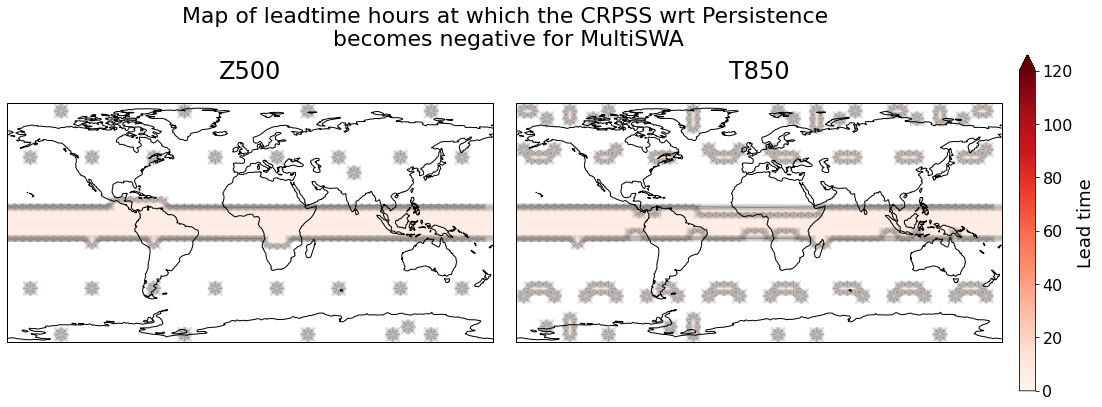 Map of leadtime hours at which the CRPSS wrt Persistence
becomes negative for MultiSWA
Z500
T850
120
100
80
60
40
20
0
Lead time